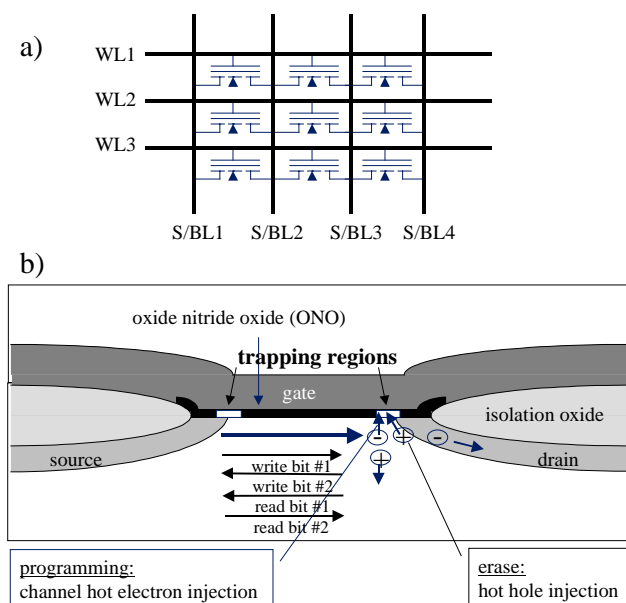 a)
WL1
WL2
WL3
S/BL1 S/BL2 S/BL3 S/BL4
b)
oxide nitride oxide (ONO)
trapping regions
gate
isolation oxide
source
drain
- + -
+
write bit #1
write bit #2
read bit #1
read bit #2
programming:
channel hot electron injection
erase:
hot hole injection